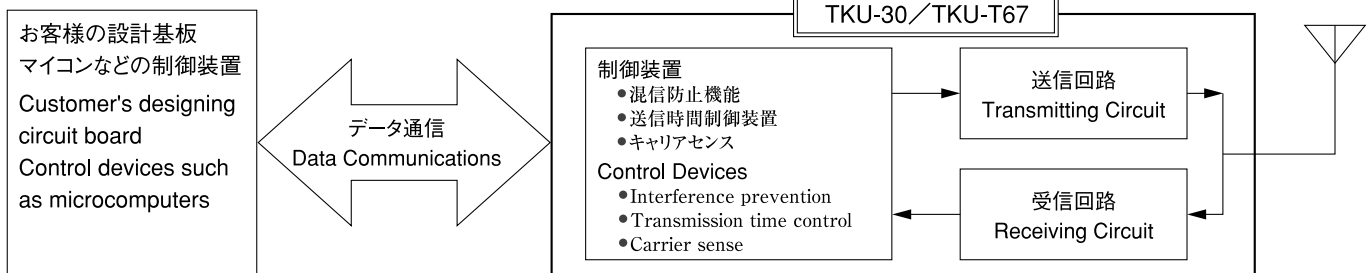 お客様の設計基板
マイコンなどの制御装置
Customer's designing
circuit board
Control devices such
as microcomputers
データ通信
Data Communications
TKU-30／TKU-T67
制御装置
●混信防止機能
●送信時間制御装置
●キャリアセンス
Control Devices
●Interference prevention
●Transmission time control
●Carrier sense
送信回路
Transmitting Circuit
受信回路
Receiving Circuit